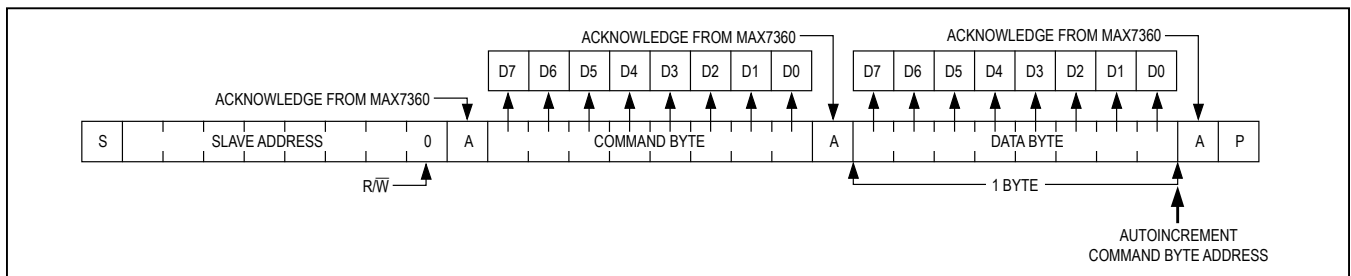 ACKNOWLEDGE FROM MAX7360 ACKNOWLEDGE FROM MAX7360
D7 D6 D5 D4 D3 D2 D1 D0 D7 D6 D5 D4 D3 D2 D1 D0
ACKNOWLEDGE FROM MAX7360
S SLAVE ADDRESS 0 A COMMAND BYTE A DATA BYTE A P
R/W̅ 1 BYTE
AUTOINCREMENT
COMMAND BYTE ADDRESS